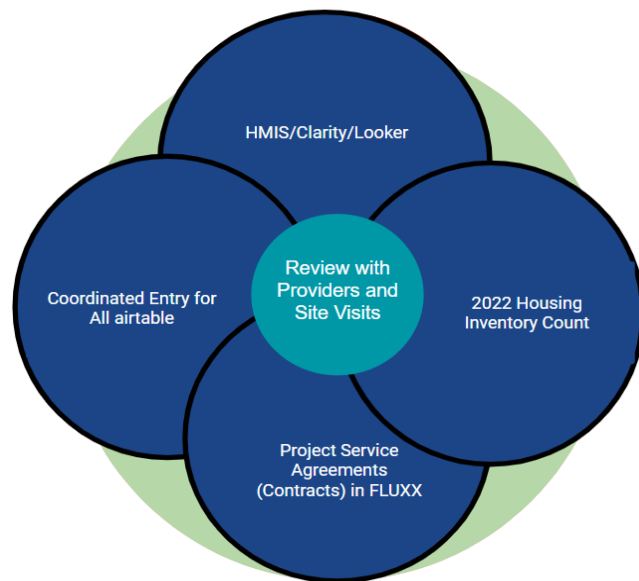 HMIS/Clarity/Looker
Review with
Providers and
Site Visits
Coordinated Entry for
All airtable
2022 Housing
Inventory Count
Project Service
Agreements
(Contracts) in FLUXX